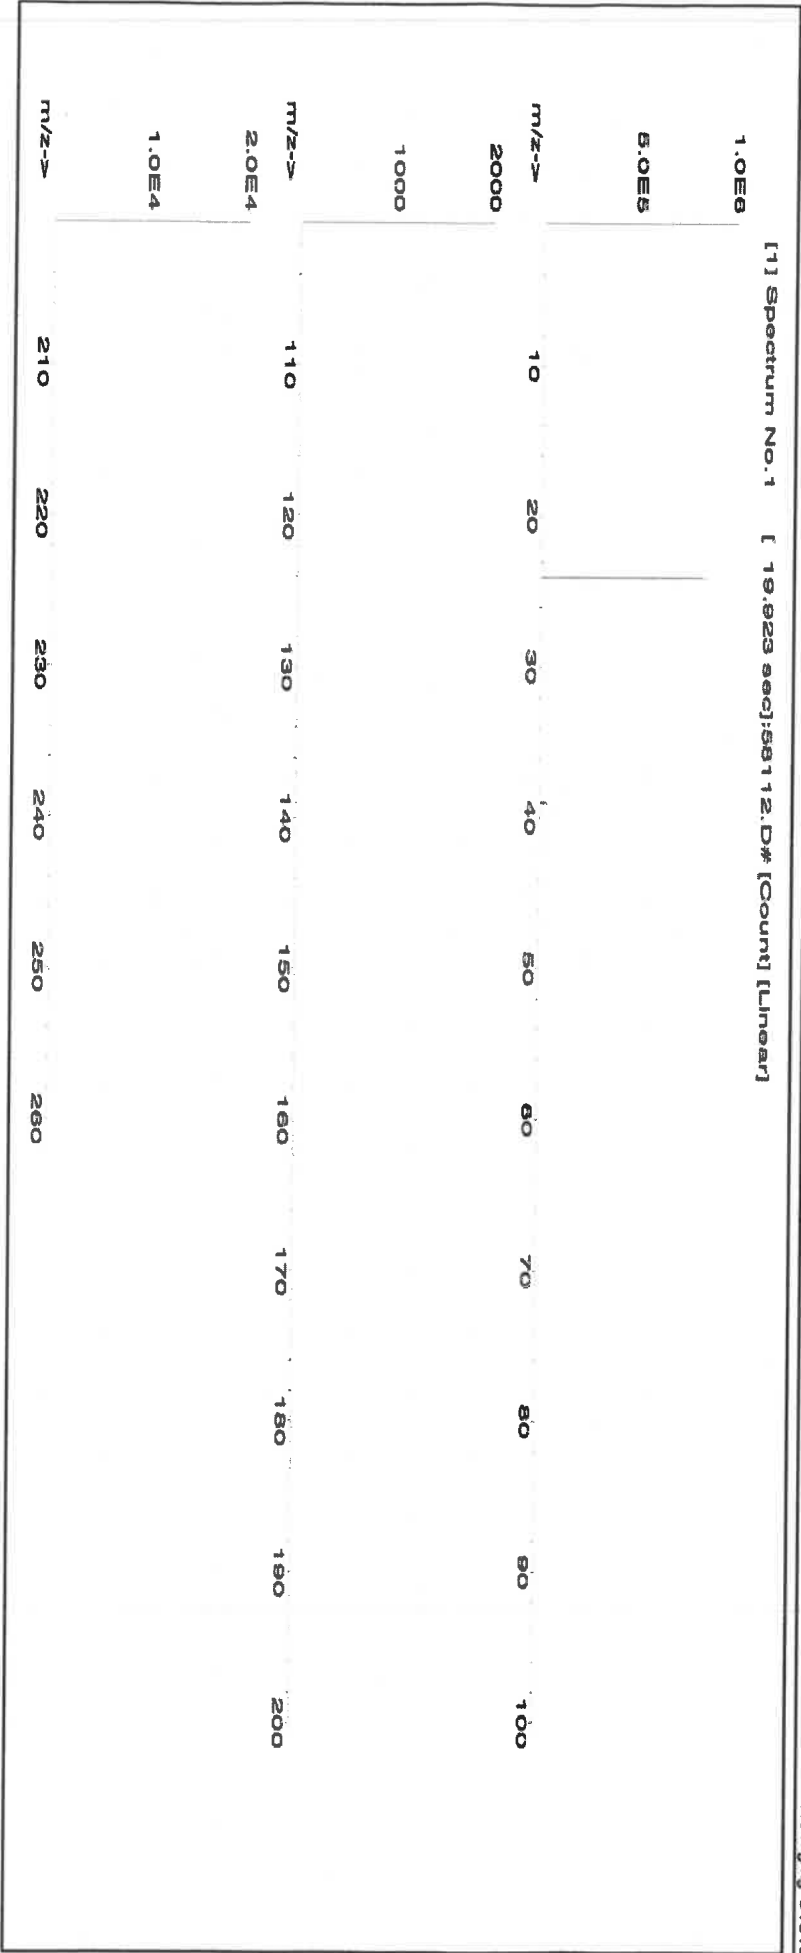 [1] Spectrum No.1 [ 19.923 sec]:58112.D# [Count] [Linear]
1.0E6
5.0E5
m/z-> 10 20 30 40 50 60 70 80 90 100
2000
1000
m/z-> 110 120 130 140 150 160 170 180 190 200
2.0E4
1.0E4
m/z-> 210 220 230 240 250 260